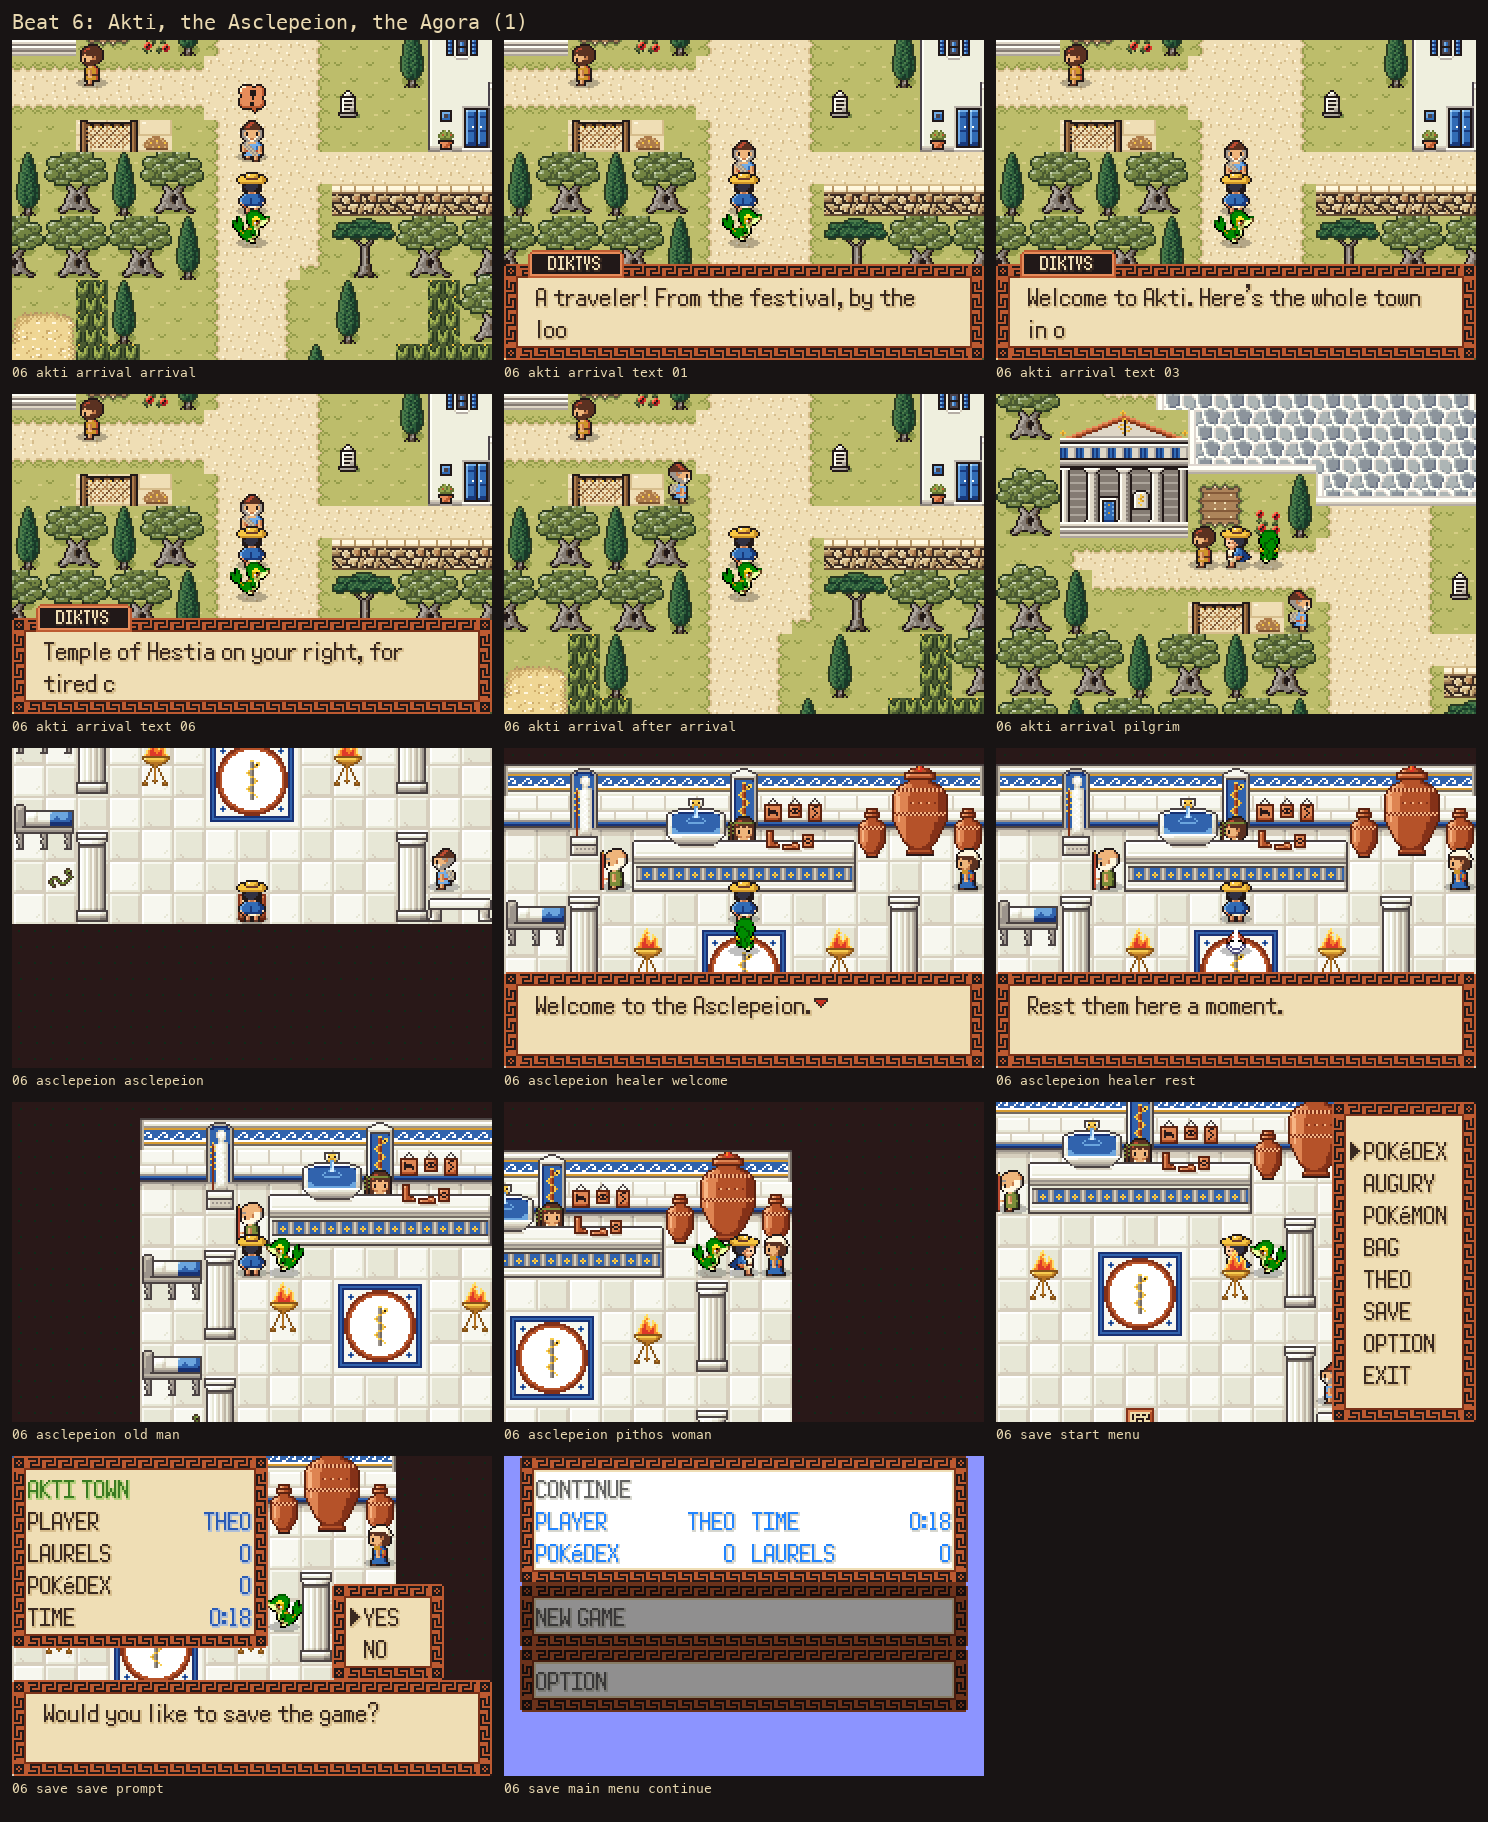 Beat 6: Akti, the Asclepeion, the Agora (1)
!
06 akti arrival arrival
DIKTYS
A traveler! From the festival, by the
loo
06 akti arrival text 01
DIKTYS
Welcome to Akti. Here's the whole town
in o
06 akti arrival text 03
DIKTYS
Temple of Hestia on your right, for
tired c
06 akti arrival text 06
06 akti arrival after arrival
06 akti arrival pilgrim
06 asclepeion asclepeion
Welcome to the Asclepeion.
06 asclepeion healer welcome
Rest them here a moment.
06 asclepeion healer rest
06 asclepeion old man
06 asclepeion pithos woman
POKéDEX
AUGURY
POKéMON
BAG
THEO
SAVE
OPTION
EXIT
06 save start menu
AKTI TOWN
PLAYER THEO
LAURELS 0
POKéDEX 0
TIME 0:18
YES
NO
Would you like to save the game?
06 save save prompt
CONTINUE
PLAYER THEO TIME 0:18
POKéDEX 0 LAURELS 0
NEW GAME
OPTION
06 save main menu continue